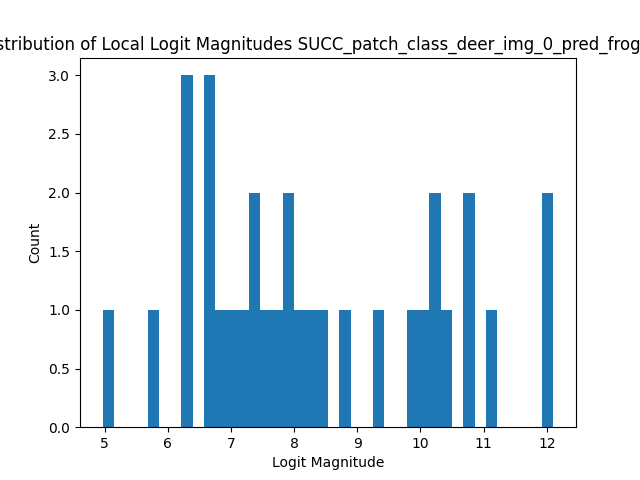 stribution of Local Logit Magnitudes SUCC_patch_class_deer_img_0_pred_frog
3.0
2.5
2.0
1.5
1.0
0.5
0.0
Count
5 6 7 8 9 10 11 12
Logit Magnitude